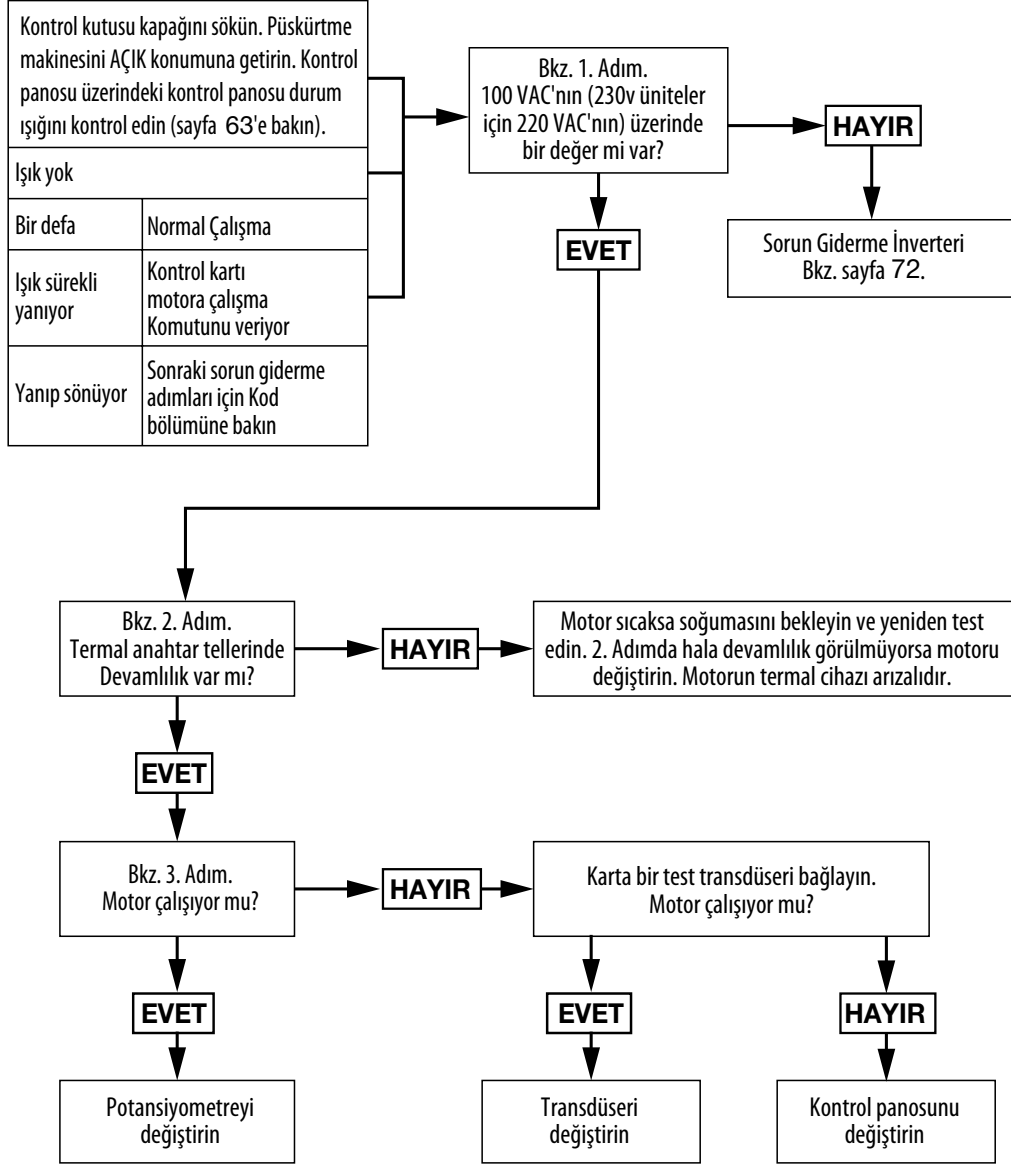 Kontrol kutusu kapağını sökün. Püskürtme
makinesini AÇIK konumuna getirin. Kontrol
panosu üzerindeki kontrol panosu durum
ışığını kontrol edin (sayfa 63'e bakın).
Işık yok
Bir defa
Normal Çalışma
Işık sürekli
yanıyor
Kontrol kartı
motora çalışma
Komutunu veriyor
Yanıp sönüyor
Sonraki sorun giderme
adımları için Kod
bölümüne bakın
Bkz. 1. Adım.
100 VAC'nın (230v üniteler
için 220 VAC'nın) üzerinde
bir değer mi var?
HAYIR
Sorun Giderme İnverteri
Bkz. sayfa 72.
EVET
Bkz. 2. Adım.
Termal anahtar tellerinde
Devamlılık var mı?
HAYIR
Motor sıcaksa soğumasını bekleyin ve yeniden test
edin. 2. Adımda hala devamlılık görülmüyorsa motoru
değiştirin. Motorun termal cihazı arızalıdır.
EVET
Bkz. 3. Adım.
Motor çalışıyor mu?
HAYIR
Karta bir test transdüseri bağlayın.
Motor çalışıyor mu?
EVET
EVET
HAYIR
Potansiyometreyi
değiştirin
Transdüseri
değiştirin
Kontrol panosunu
değiştirin